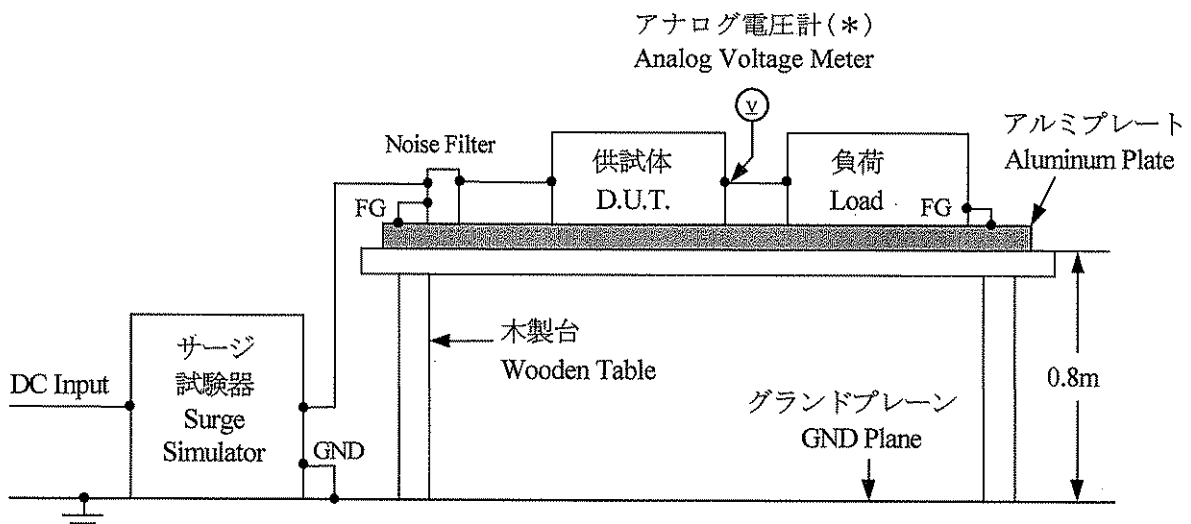 アナログ電圧計(＊)
Analog Voltage Meter
V
アルミプレート
Aluminum Plate
Noise Filter
供試体
D.U.T.
負荷
Load
FG
FG
サージ
試験器
Surge
Simulator
DC Input
GND
木製台
Wooden Table
グランドプレーン
GND Plane
0.8m